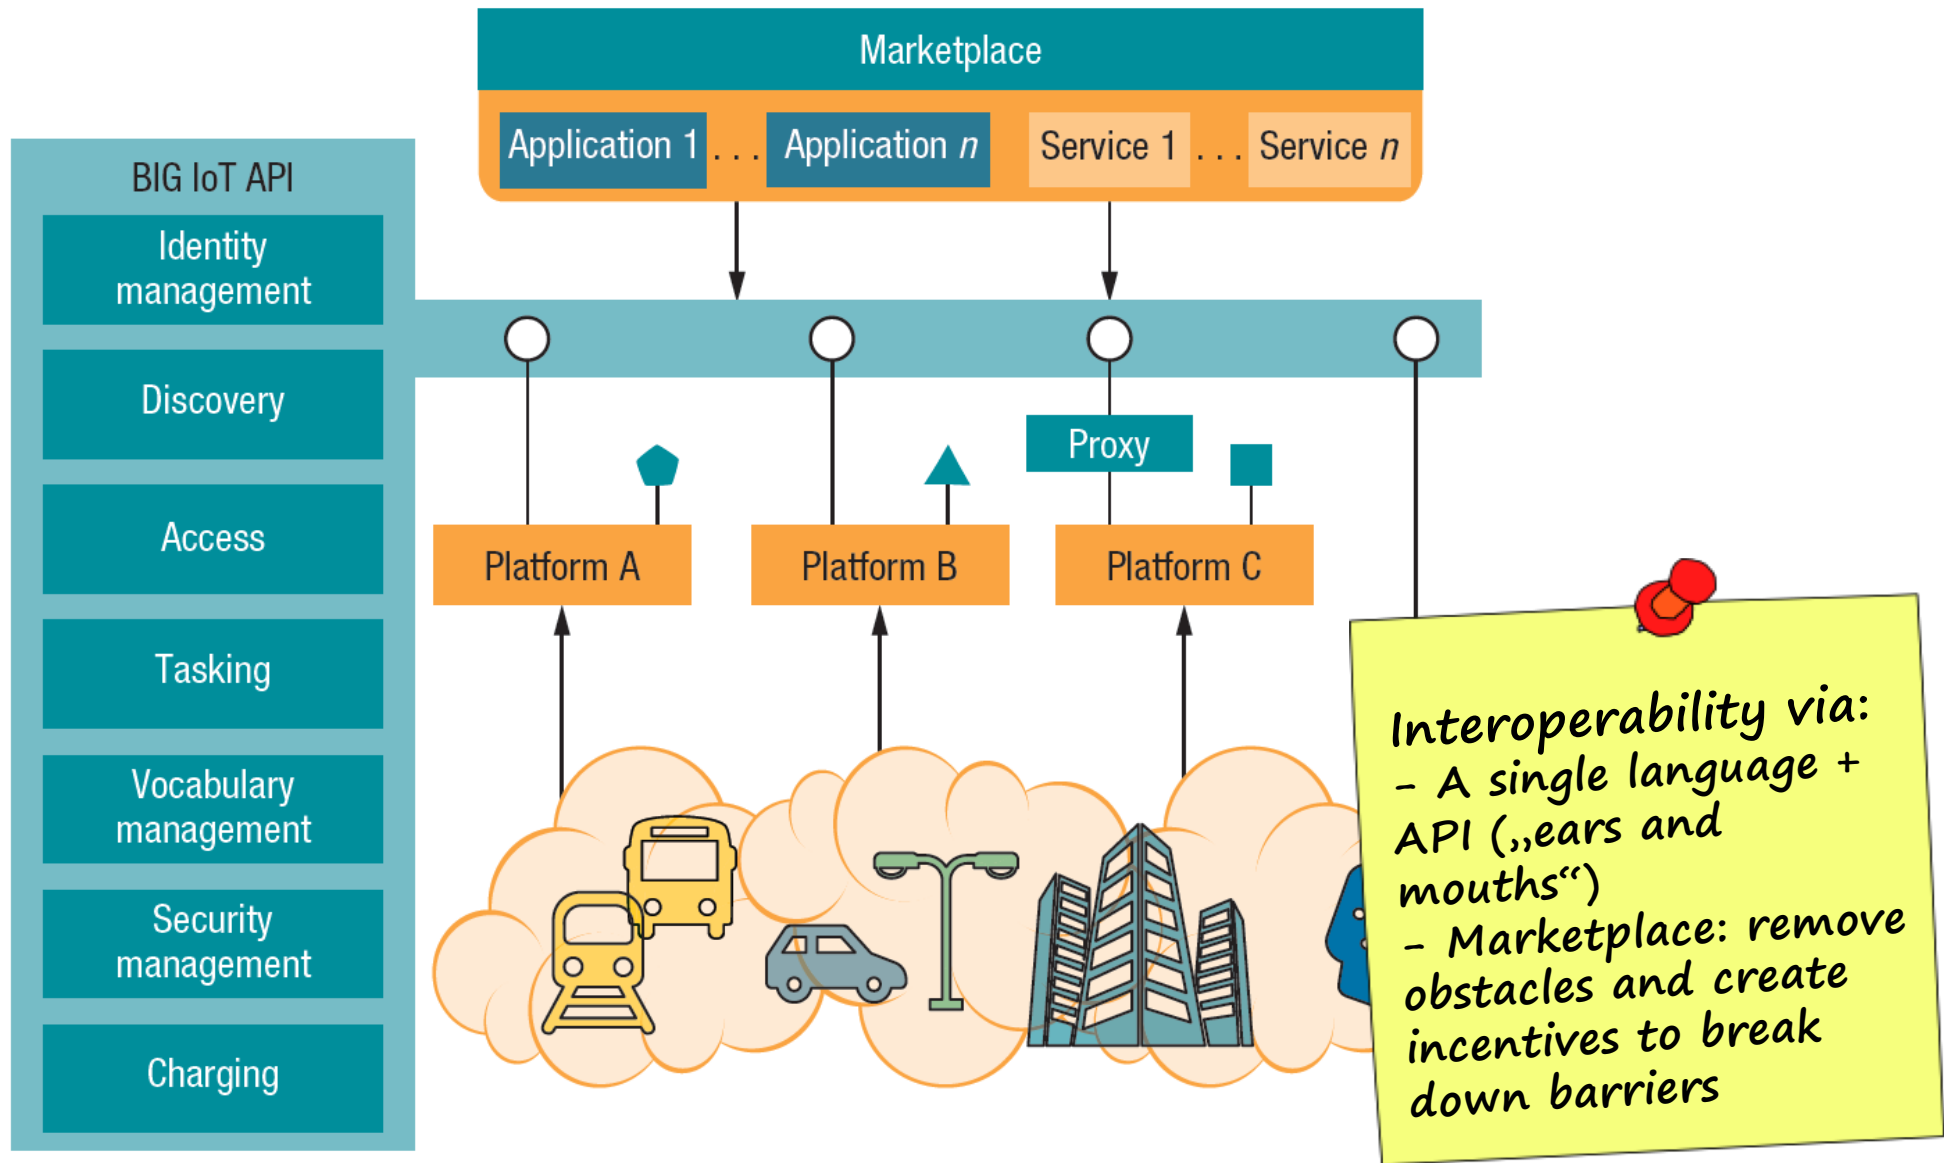 Marketplace
Application 1 . . . Application n Service 1 . . . Service n
BIG IoT API
Identity
management
Discovery
Access
Tasking
Vocabulary
management
Security
management
Charging
Proxy
Platform A
Platform B
Platform C
Interoperability via:
- A single language +
API („ears and
mouths“)
- Marketplace: remove
obstacles and create
incentives to break
down barriers